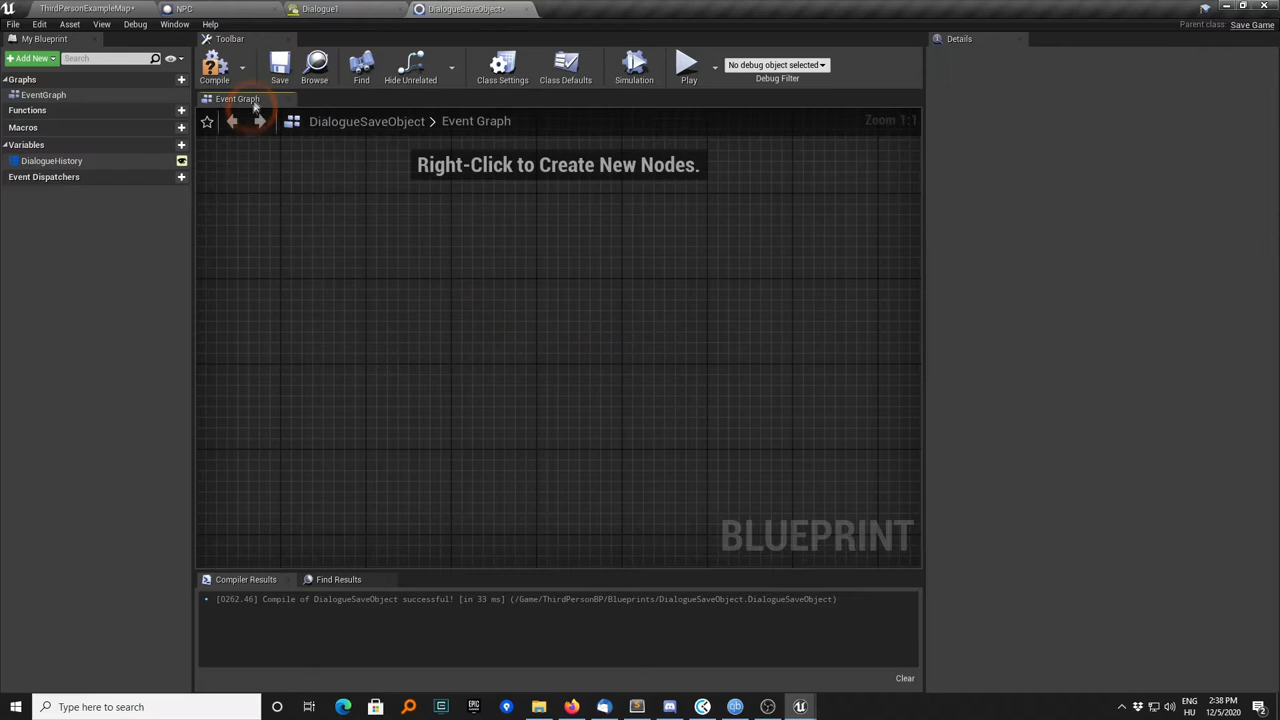 ThirdPersonExampleMap*
NPC
Dialogue1
DialogueSaveObject*
File
Edit
Asset
View
Debug
Window
Help
Parent class: Save Game
My Blueprint
Toolbar
Details
Add New
Search
Compile
Save
Browse
Find
Hide Unrelated
Class Settings
Class Defaults
Simulation
Play
No debug object selected
Debug Filter
Graphs
EventGraph
Functions
Macros
Variables
DialogueHistory
Event Dispatchers
Event Graph
DialogueSaveObject > Event Graph
Zoom 1:1
Right-Click to Create New Nodes.
BLUEPRINT
Compiler Results
Find Results
[0262.46] Compile of DialogueSaveObject successful! [in 33 ms] (/Game/ThirdPersonBP/Blueprints/DialogueSaveObject.DialogueSaveObject)
Clear
Type here to search
ENG
HU
2:38 PM
12/5/2020